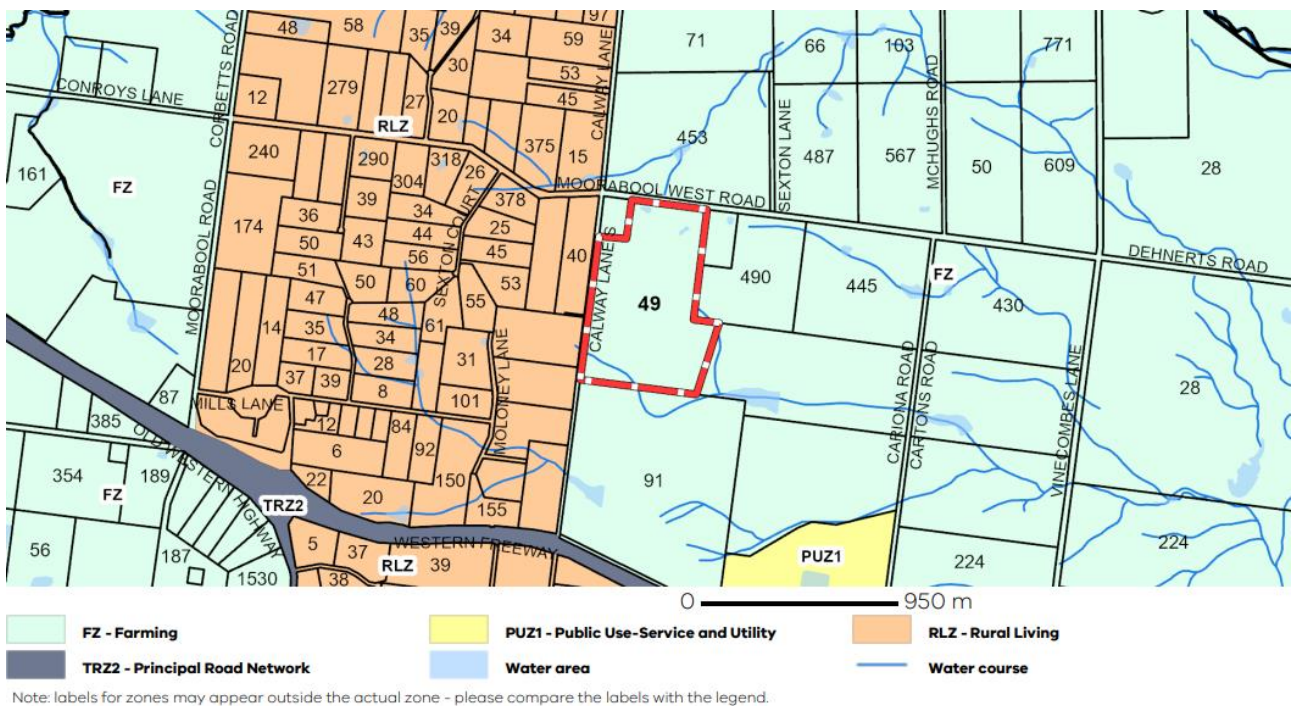 58
35
39
97
48
34
59
71
66
103
771
30
53
CONROYS LANE
CORBETTS ROAD
279
27
45
CALWAY LANE
12
20
RLZ
375
15
453
SEXTON LANE
487
567
MCHUGHS ROAD
50
609
28
240
290
318
161
FZ
304
26
MOORABOOL WEST ROAD
39
378
36
34
174
25
50
43
44
45
40
56
51
SEXTON COURT
DEHNERTS ROAD
MOORABOOL ROAD
50
60
53
490
445
FZ
47
55
CALWAY LANE S
49
430
48
14
35
61
34
17
31
20
28
37
39
8
101
MOLONEY LANE
CARIONA ROAD
CARTONS ROAD
VINECOMBES LANE
28
87
MILLS LANE
385
12
84
6
92
OLD WESTERN HIGHWAY
354
189
22
150
91
FZ
TRZ2
20
155
5
37
WESTERN FREEWAY
39
56
187
1530
38
RLZ
PUZ1
224
224
0 950 m
FZ - Farming
PUZ1 - Public Use-Service and Utility
RLZ - Rural Living
TRZ2 - Principal Road Network
Water area
Water course
Note: labels for zones may appear outside the actual zone - please compare the labels with the legend.